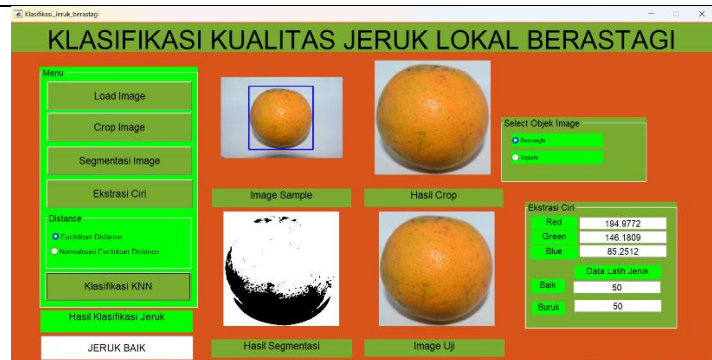 Klasifikasi_Jeruk_berastagi
KLASIFIKASI KUALITAS JERUK LOKAL BERASTAGI
Menu
Load Image
Crop Image
Segmentasi Image
Ekstrasi Ciri
Distance
Euclidean Distance
Normalisasi Euclidean Distance
Klasifikasi KNN
Hasil Klasifikasi Jeruk
JERUK BAIK
Image Sample
Hasil Crop
Hasil Segmentasi
Image Uji
Select Objek Image
Rectangle
Square
Ekstrasi Ciri
Red 194.9772
Green 146.1809
Blue 85.2512
Data Latih Jeruk
Baik 50
Buruk 50